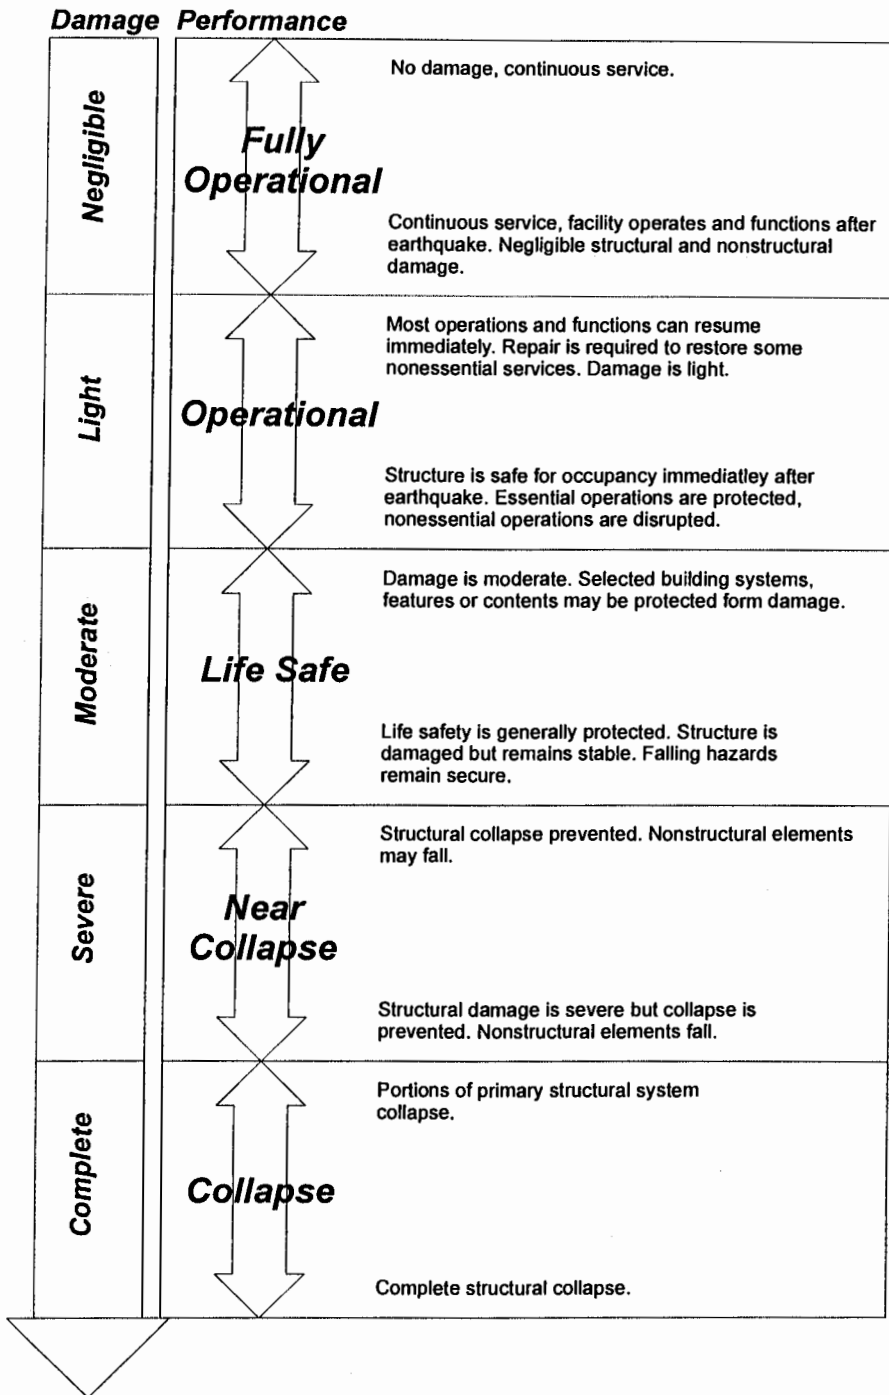 Damage Performance
Negligible
Fully
Operational
No damage, continuous service.
Continuous service, facility operates and functions after
earthquake. Negligible structural and nonstructural
damage.
Light
Operational
Most operations and functions can resume
immediately. Repair is required to restore some
nonessential services. Damage is light.
Structure is safe for occupancy immediatley after
earthquake. Essential operations are protected,
nonessential operations are disrupted.
Moderate
Life Safe
Damage is moderate. Selected building systems,
features or contents may be protected form damage.
Life safety is generally protected. Structure is
damaged but remains stable. Falling hazards
remain secure.
Severe
Near
Collapse
Structural collapse prevented. Nonstructural elements
may fall.
Structural damage is severe but collapse is
prevented. Nonstructural elements fall.
Complete
Collapse
Portions of primary structural system
collapse.
Complete structural collapse.